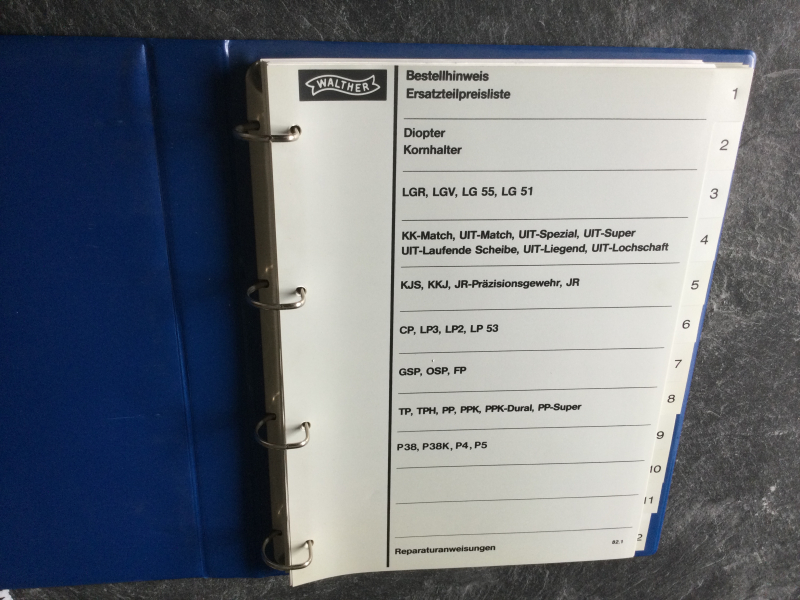 WALTHER
Bestellhinweis
Ersatzteilpreisliste
1
Diopter
Kornhalter
2
LGR, LGV, LG 55, LG 51
3
KK-Match, UIT-Match, UIT-Spezial, UIT-Super
UIT-Laufende Scheibe, UIT-Liegend, UIT-Lochschaft
4
KJS, KKJ, JR-Präzisionsgewehr, JR
5
CP, LP3, LP2, LP 53
6
GSP, OSP, FP
7
TP, TPH, PP, PPK, PPK-Dural, PP-Super
8
P38, P38K, P4, P5
9
10
11
Reparaturanweisungen
82.1
2